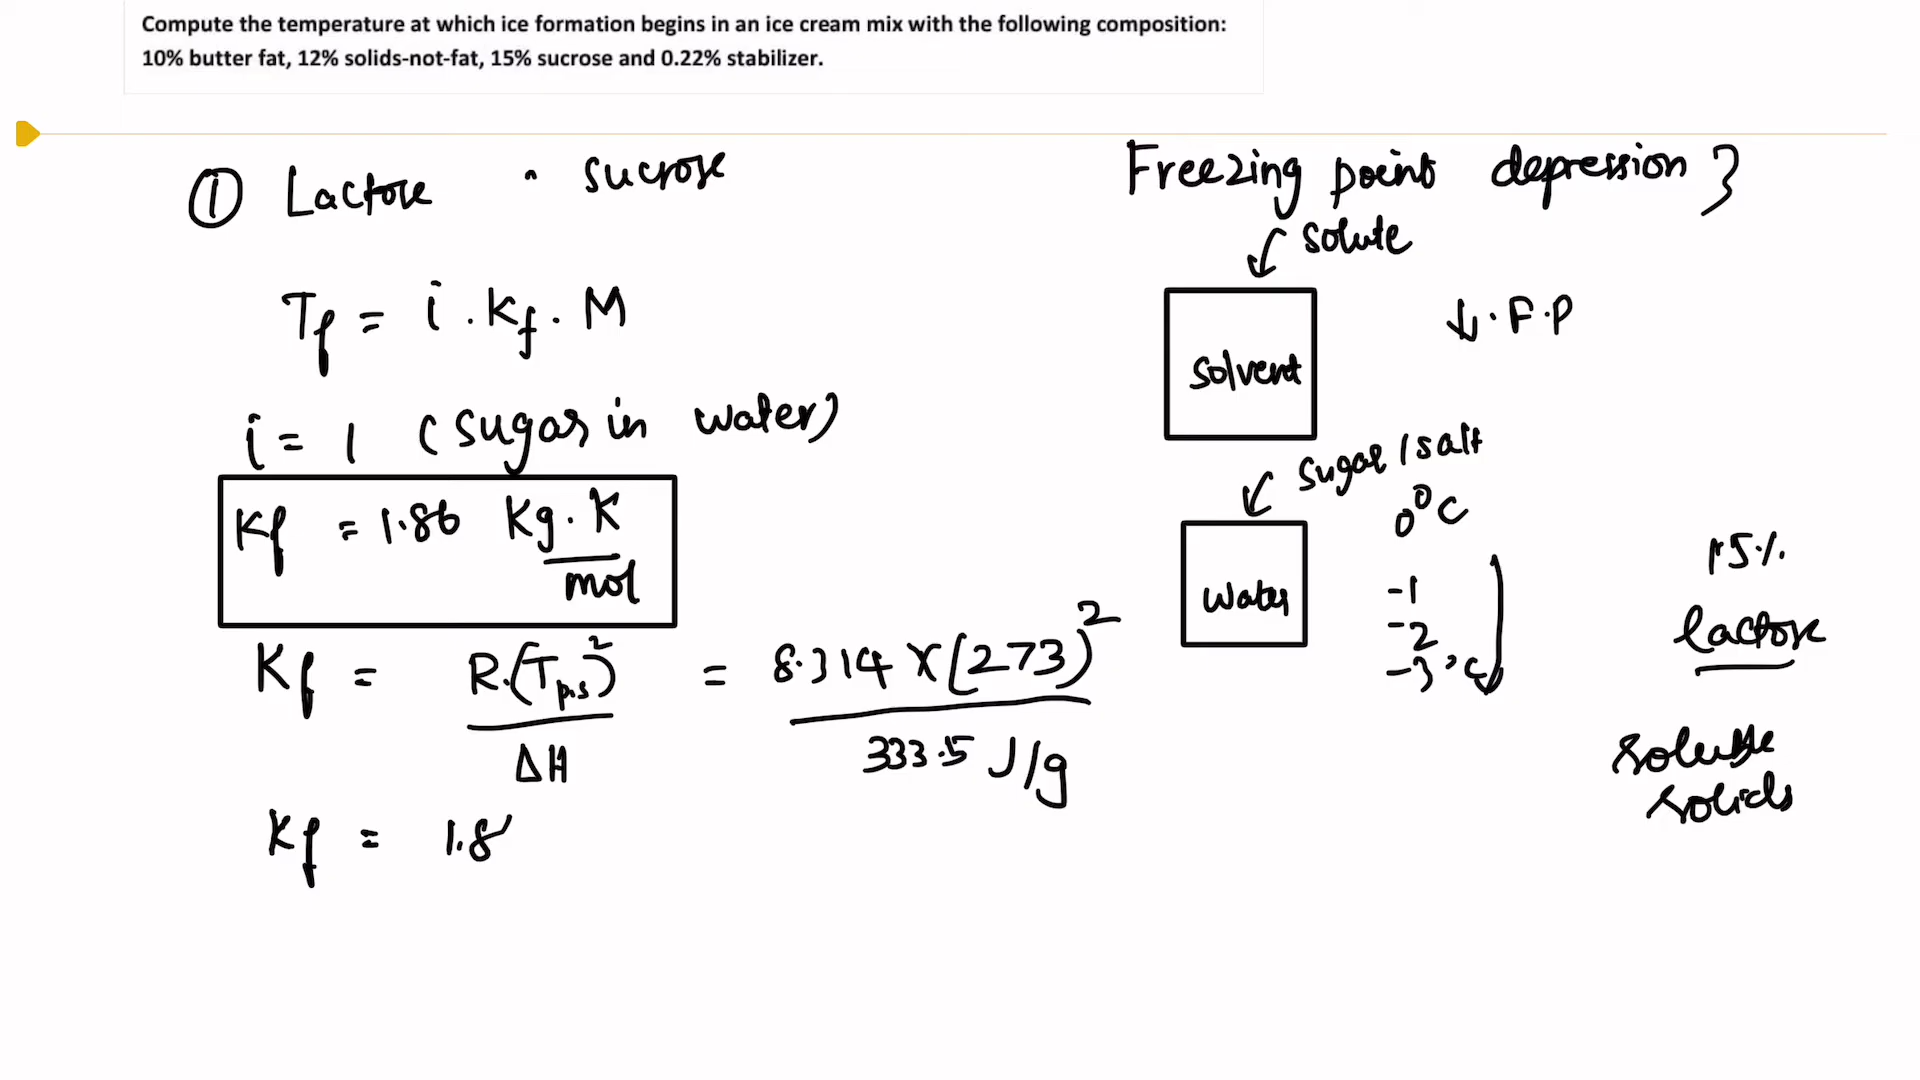 Compute the temperature at which ice formation begins in an ice cream mix with the following composition:
10% butter fat, 12% solids-not-fat, 15% sucrose and 0.22% stabilizer.
① Lactose · sucrose
Tf = i . Kf . M
i = 1 (sugar in water)
Kf = 1.86 Kg.K/mol
Kf = R.(Tp.s)²/ΔH = 8.314 X (273)²/333.5 J/g
Kf = 1.8
Freezing point depression }
solute
Solvent
↓ . F.P
sugar / salt
water
0°C
-1
-2
-3°C
15%
lactose
soluble
solids